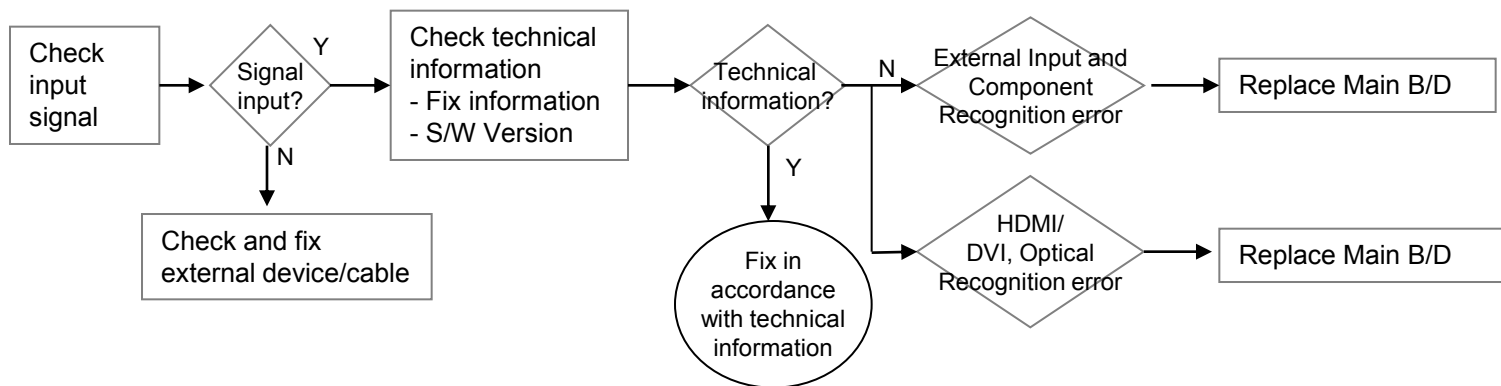 Check
input
signal
Signal
input?
Y
N
Check and fix
external device/cable
Check technical
information
- Fix information
- S/W Version
Technical
information?
N
Y
Fix in
accordance
with technical
information
External Input and
Component
Recognition error
Replace Main B/D
HDMI/
DVI, Optical
Recognition error
Replace Main B/D